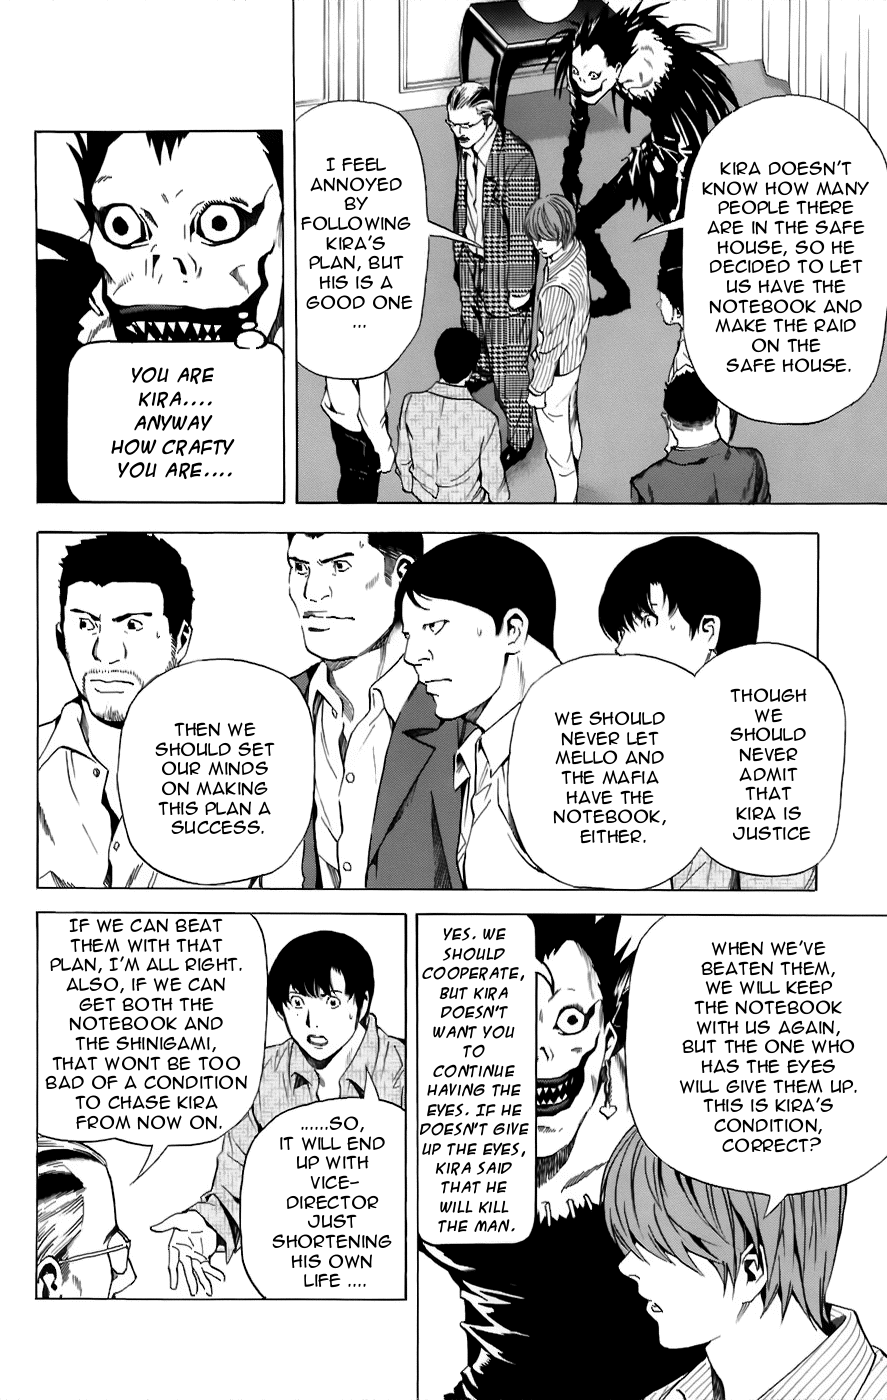 KIRA DOESN'T
KNOW HOW MANY
PEOPLE THERE
ARE IN THE SAFE
HOUSE, SO HE
DECIDED TO LET
US HAVE THE
NOTEBOOK AND
MAKE THE RAID
ON THE
SAFE HOUSE.
I FEEL
ANNOYED
BY
FOLLOWING
KIRA'S
PLAN, BUT
HIS IS A
GOOD ONE
...
YOU ARE
KIRA....
ANYWAY
HOW CRAFTY
YOU ARE....
THOUGH
WE
SHOULD
NEVER
ADMIT
THAT
KIRA IS
JUSTICE
WE SHOULD
NEVER LET
MELLO AND
THE MAFIA
HAVE THE
NOTEBOOK,
EITHER.
THEN WE
SHOULD SET
OUR MINDS
ON MAKING
THIS PLAN A
SUCCESS.
WHEN WE'VE
BEATEN THEM,
WE WILL KEEP
THE NOTEBOOK
WITH US AGAIN,
BUT THE ONE WHO
HAS THE EYES
WILL GIVE THEM UP.
THIS IS KIRA'S
CONDITION,
CORRECT?
YES. WE
SHOULD
COOPERATE,
BUT KIRA
DOESN'T
WANT YOU
TO
CONTINUE
HAVING THE
EYES. IF HE
DOESN'T GIVE
UP THE EYES,
KIRA SAID
THAT HE
WILL KILL
THE MAN.
IF WE CAN BEAT
THEM WITH THAT
PLAN, I'M ALL RIGHT.
ALSO, IF WE CAN
GET BOTH THE
NOTEBOOK AND
THE SHINIGAMI,
THAT WONT BE TOO
BAD OF A CONDITION
TO CHASE KIRA
FROM NOW ON.
......SO,
IT WILL END
UP WITH
VICE-
DIRECTOR
JUST
SHORTENING
HIS OWN
LIFE ....